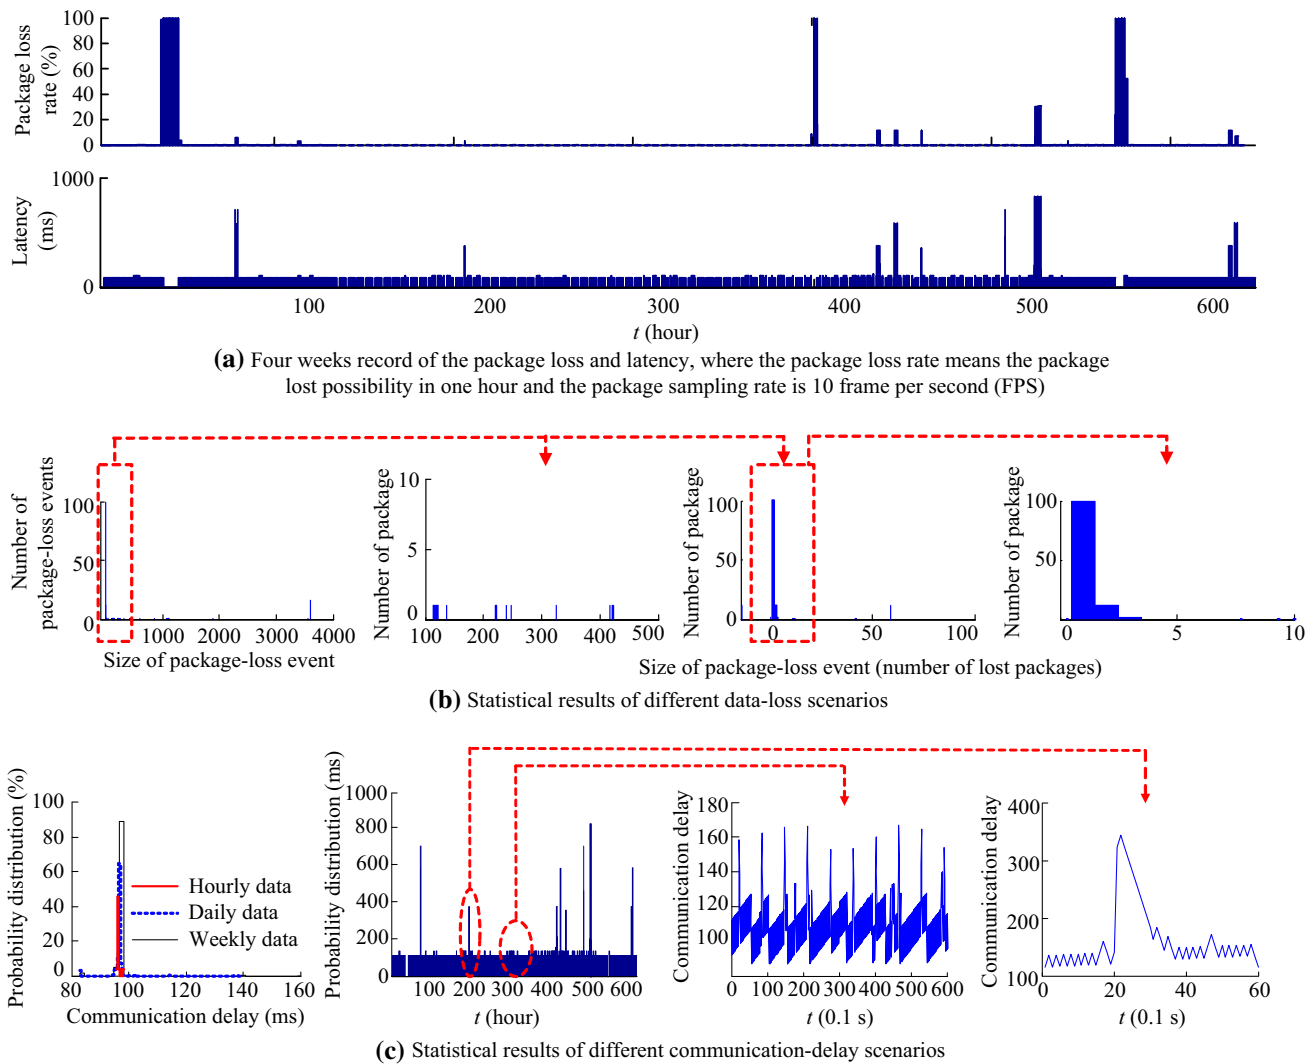 Package loss
rate (%)
100
80
60
40
20
0
Latency
(ms)
1000
0
100 200 300 400 500 600
t (hour)
(a) Four weeks record of the package loss and latency, where the package loss rate means the package
lost possibility in one hour and the package sampling rate is 10 frame per second (FPS)
Number of
package-loss events
100
50
0
1000 2000 3000 4000
Size of package-loss event
Number of package
10
5
0
100 200 300 400 500
Number of package
100
50
0
0 50 100
Number of package
100
50
0
0 5 10
Size of package-loss event (number of lost packages)
(b) Statistical results of different data-loss scenarios
Probability distribution (%)
100
80
60
40
20
0
80 100 120 140 160
Hourly data
Daily data
Weekly data
Communication delay (ms)
Probability distribution (ms)
1000
800
600
400
200
0
100 200 300 400 500 600
t (hour)
Communication delay
180
160
140
120
100
0 100 200 300 400 500 600
t (0.1 s)
Communication delay
400
300
200
100
0 20 40 60
t (0.1 s)
(c) Statistical results of different communication-delay scenarios